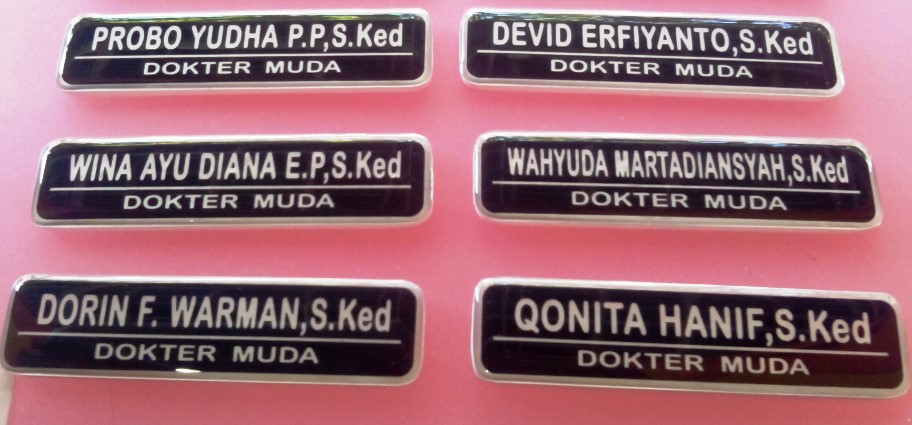 PROBO YUDHA P.P,S.Ked
DOKTER MUDA
DEVID ERFIYANTO,S.Ked
DOKTER MUDA
WINA AYU DIANA E.P,S.Ked
DOKTER MUDA
WAHYUDA MARTADIANSYAH,S.Ked
DOKTER MUDA
DORIN F. WARMAN,S.Ked
DOKTER MUDA
QONITA HANIF,S.Ked
DOKTER MUDA